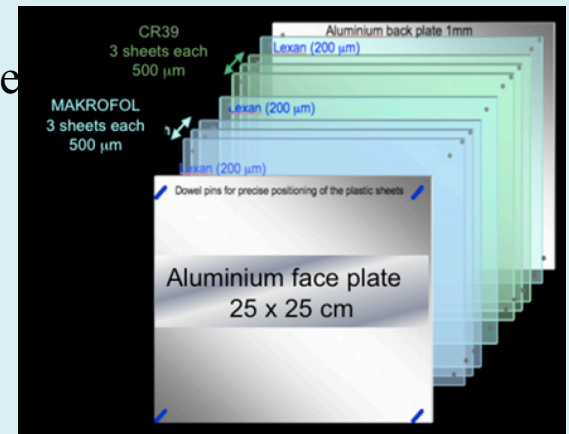 Aluminium back plate 1mm
CR39
3 sheets each
500 μm
Lexan (200 μm)
e
MAKROFOL
3 sheets each
500 μm
Lexan (200 μm)
Lexan (200 μm)
Dowel pins for precise positioning of the plastic sheets
Aluminium face plate
25 x 25 cm